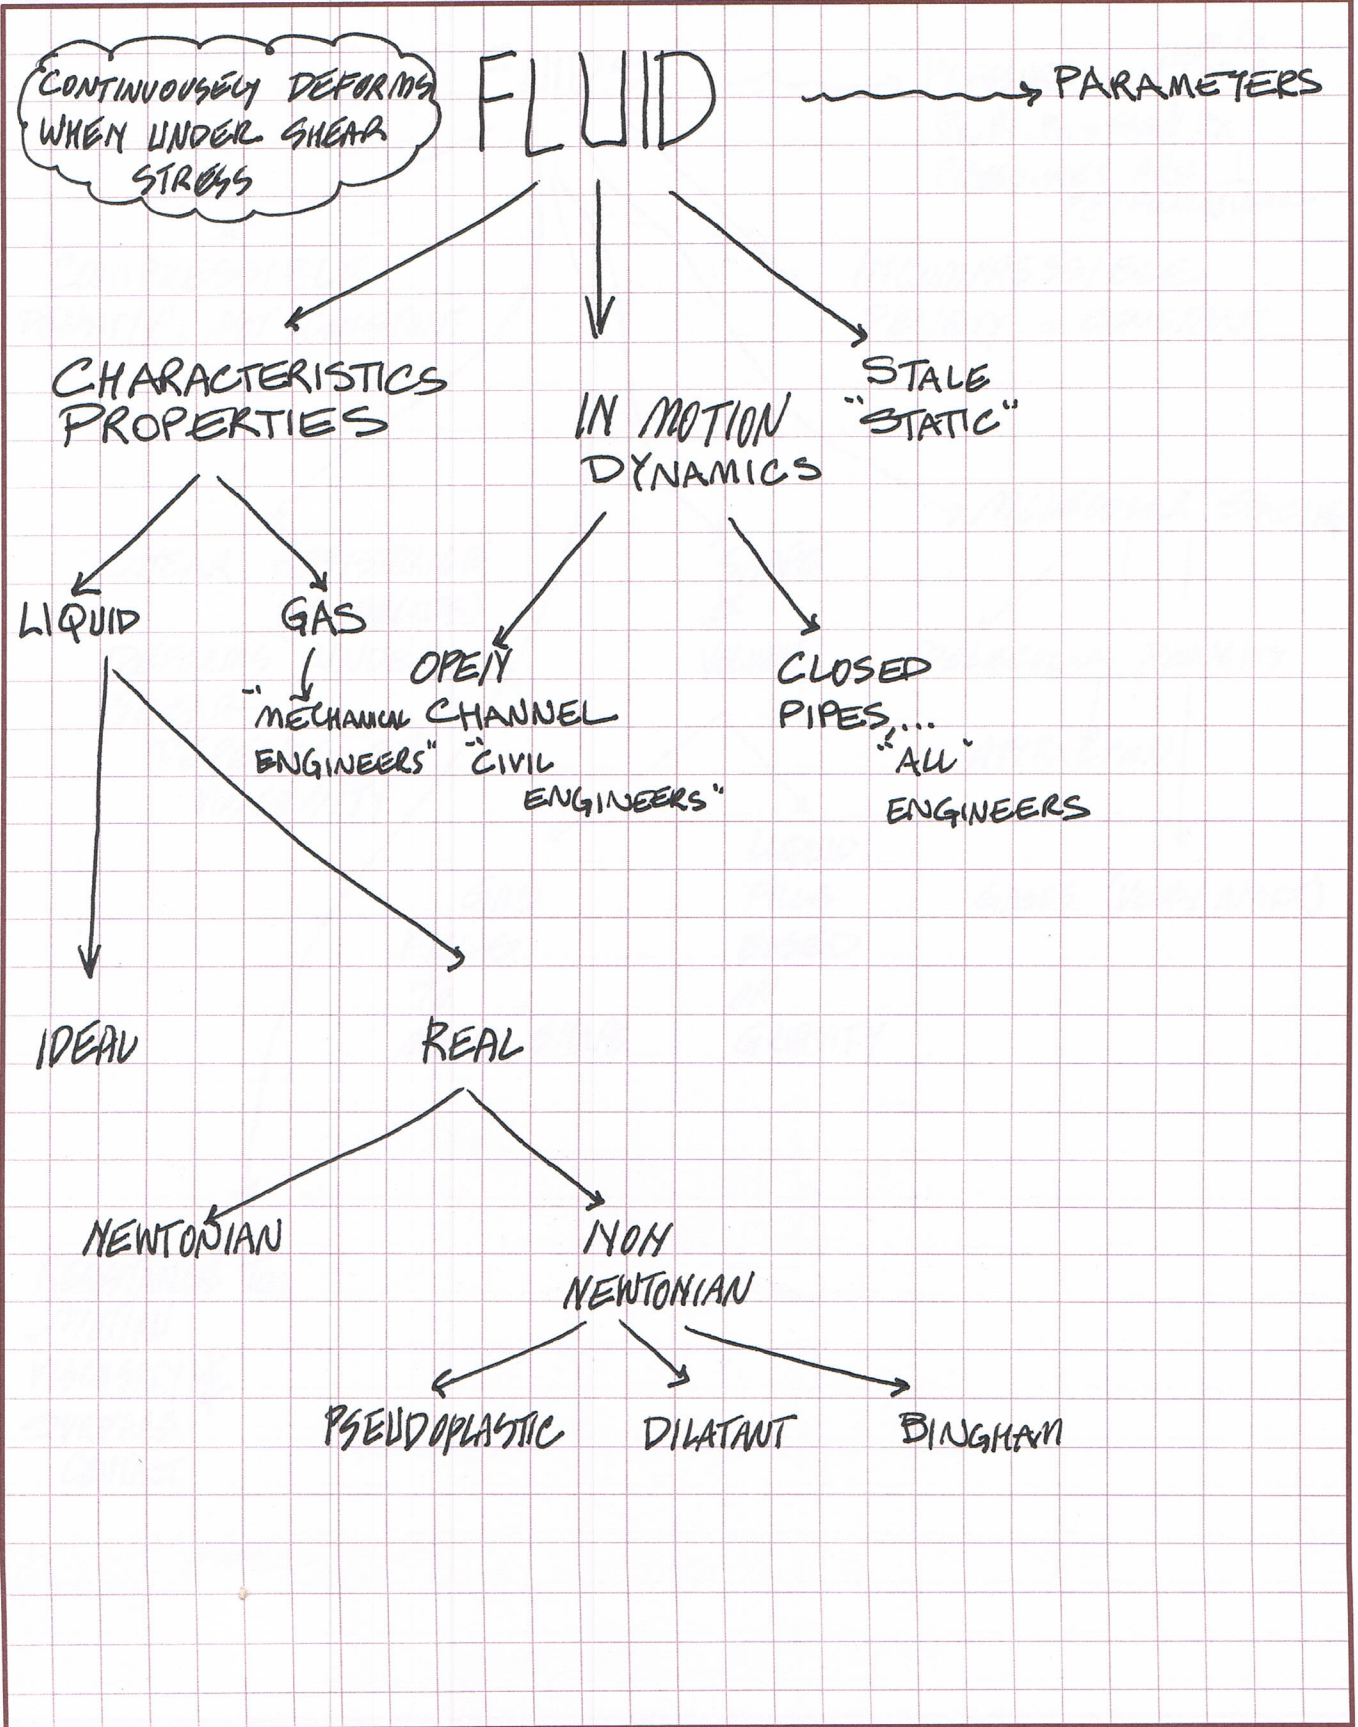 CONTINUOUSELY DEFORMS
WHEN UNDER SHEAR
STRESS
FLUID
PARAMETERS
CHARACTERISTICS
PROPERTIES
IN MOTION
DYNAMICS
STALE
"STATIC"
LIQUID
GAS
"MECHANICAL
ENGINEERS"
OPEN
CHANNEL
"CIVIL
ENGINEERS"
CLOSED
PIPES,...
"ALL"
ENGINEERS
IDEAL
REAL
NEWTONIAN
NON
NEWTONIAN
PSEUDOPLASTIC
DILATANT
BINGHAM